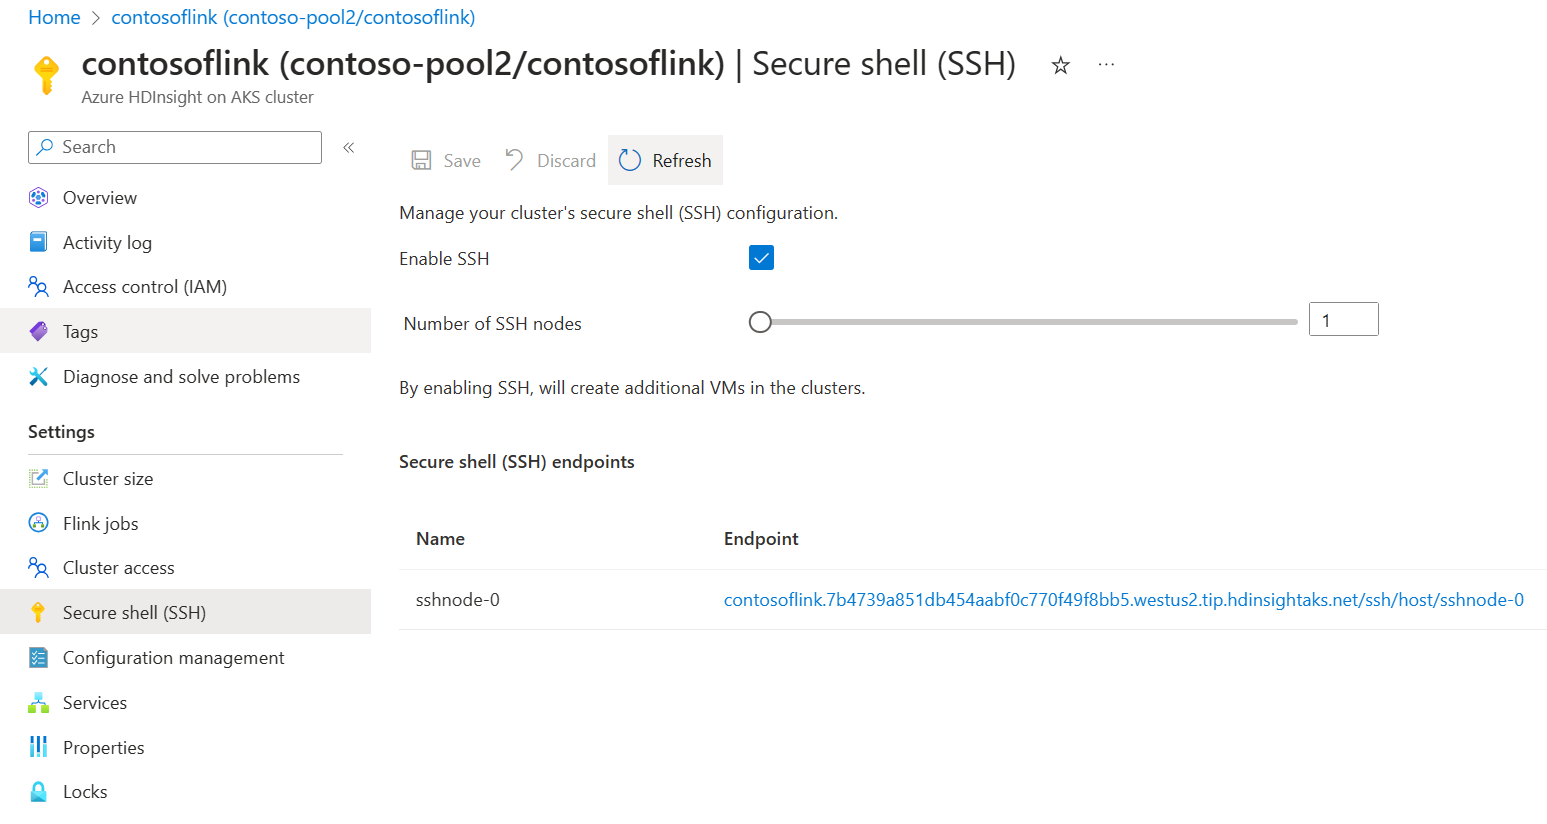 Home > contosoflink (contoso-pool2/contosoflink)
contosoflink (contoso-pool2/contosoflink) | Secure shell (SSH)
Azure HDInsight on AKS cluster
Search
Overview
Activity log
Access control (IAM)
Tags
Diagnose and solve problems
Settings
Cluster size
Flink jobs
Cluster access
Secure shell (SSH)
Configuration management
Services
Properties
Locks
Save Discard Refresh
Manage your cluster's secure shell (SSH) configuration.
Enable SSH
Number of SSH nodes 1
By enabling SSH, will create additional VMs in the clusters.
Secure shell (SSH) endpoints
Name Endpoint
sshnode-0 contosoflink.7b4739a851db454aabf0c770f49f8bb5.westus2.tip.hdinsightaks.net/ssh/host/sshnode-0